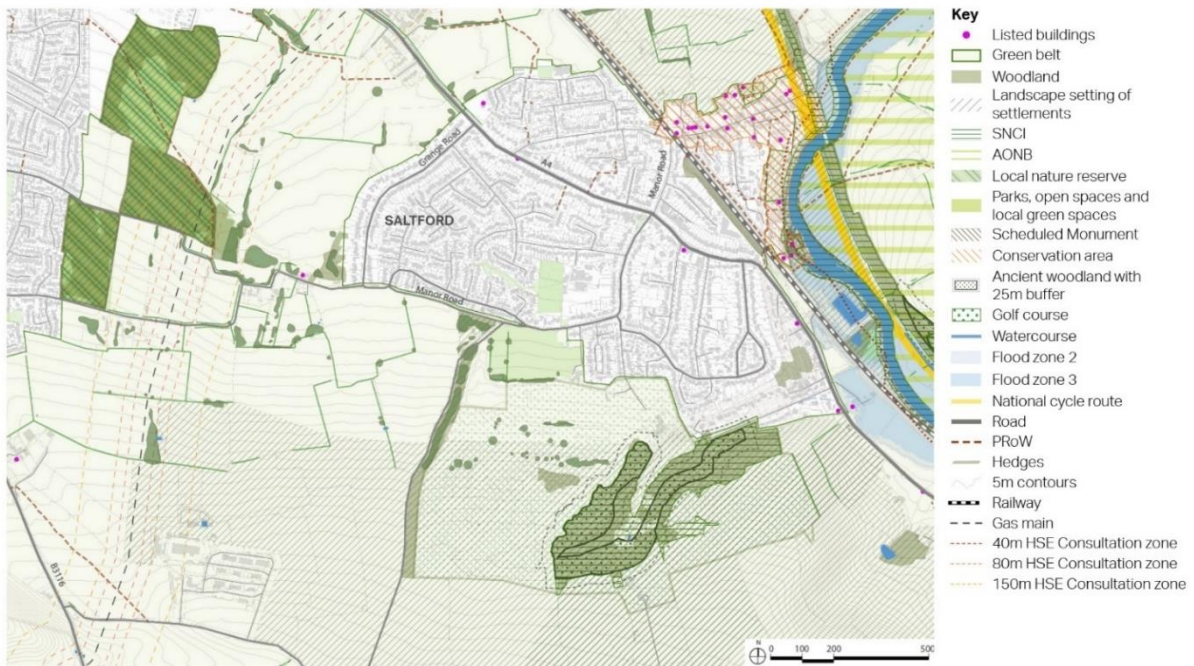 Grange Road
A4
Manor Road
SALTFORD
Manor Road
B3116
N
0 100 200 500
Key
Listed buildings
Green belt
Woodland
Landscape setting of
settlements
SNCI
AONB
Local nature reserve
Parks, open spaces and
local green spaces
Scheduled Monument
Conservation area
Ancient woodland with
25m buffer
Golf course
Watercourse
Flood zone 2
Flood zone 3
National cycle route
Road
PRoW
Hedges
5m contours
Railway
Gas main
40m HSE Consultation zone
80m HSE Consultation zone
150m HSE Consultation zone